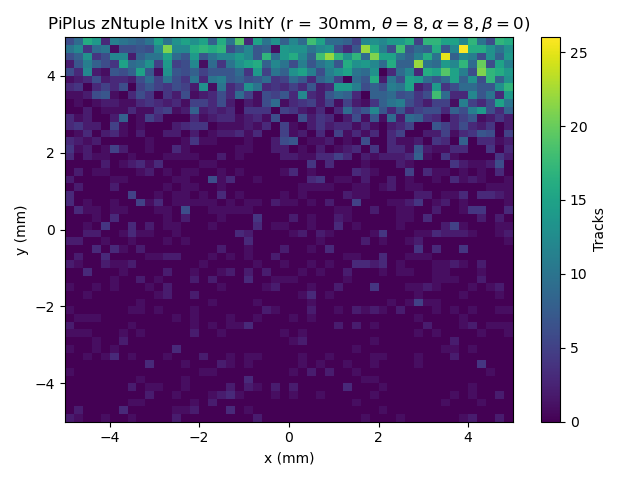 PiPlus zNtuple InitX vs InitY (r = 30mm, θ = 8, α = 8, β = 0)
4
2
0
−2
−4
y (mm)
−4 −2 0 2 4
x (mm)
25
20
15
10
5
0
Tracks